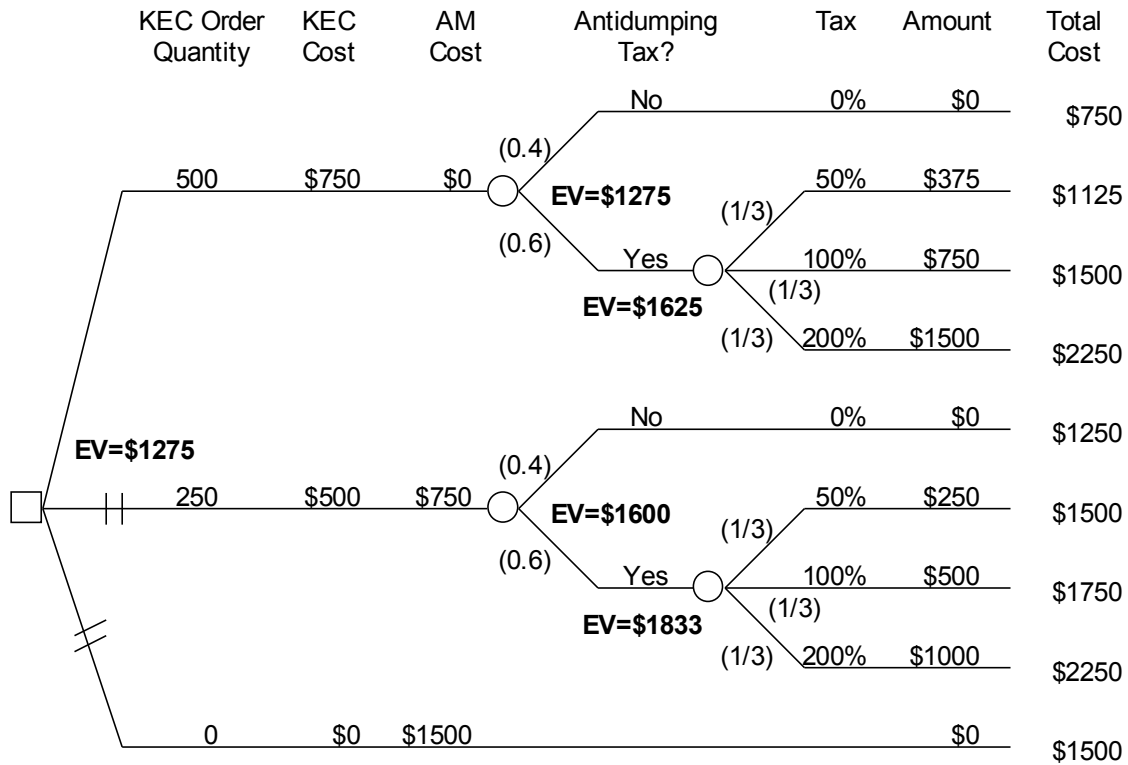 KEC Order Quantity KEC Cost AM Cost Antidumping Tax? Tax Amount Total Cost
No 0% $0 $750
(0.4)
500 $750 $0 EV=$1275 50% $375 $1125
(1/3)
(0.6)
Yes 100% $750 $1500
(1/3)
EV=$1625
(1/3) 200% $1500 $2250
No 0% $0 $1250
EV=$1275
(0.4)
250 $500 $750 EV=$1600 50% $250 $1500
(1/3)
(0.6)
Yes 100% $500 $1750
(1/3)
EV=$1833
(1/3) 200% $1000 $2250
0 $0 $1500 $0 $1500